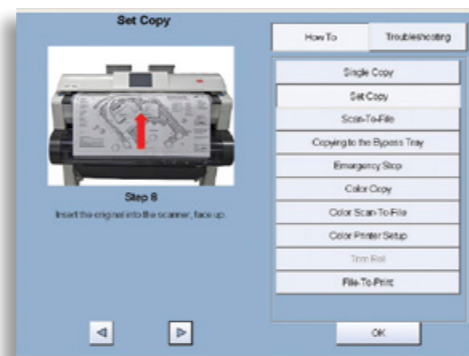 Set Copy
Step 8
Insert the original into the scanner, face up.
How To
Troubleshooting
Single Copy
Set Copy
Scan-To-File
Copying to the Bypass Tray
Emergency Stop
Color Copy
Color Scan-To-File
Color Printer Setup
Trim Roll
File-To-Print
OK